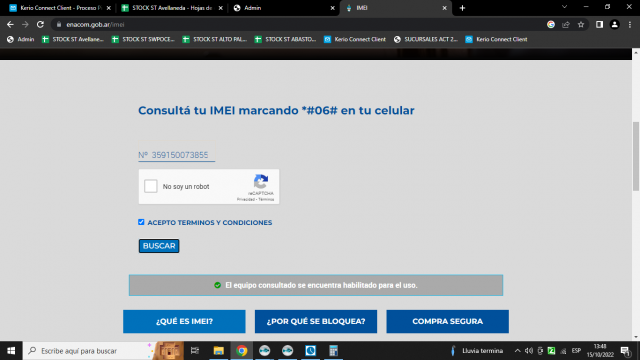 Kerio Connect Client - Proceso P
STOCK ST Avellaneda - Hojas de
Admin
IMEI
enacom.gob.ar/imei
Admin
STOCK ST Avellane...
STOCK ST SWPOCE...
STOCK ST ALTO PAL...
STOCK ST ABASTO...
Kerio Connect Client
SUCURSALES ACT 2...
Kerio Connect Client
Consultá tu IMEI marcando *#06# en tu celular
Nº 359150073855
No soy un robot
reCAPTCHA
Privacidad - Términos
ACEPTO TERMINOS Y CONDICIONES
BUSCAR
El equipo consultado se encuentra habilitado para el uso.
¿QUÉ ES IMEI?
¿POR QUÉ SE BLOQUEA?
COMPRA SEGURA
Escribe aquí para buscar
Lluvia termina
ESP
13:48
15/10/2022